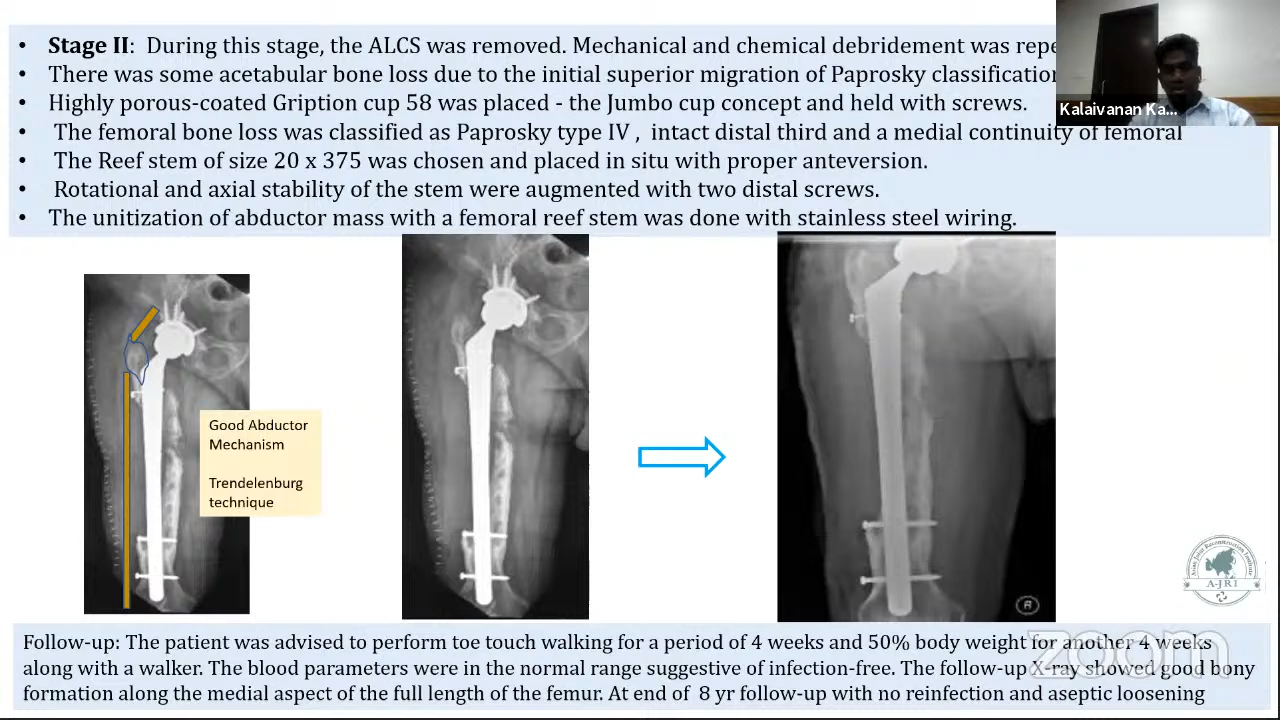 • Stage II: During this stage, the ALCS was removed. Mechanical and chemical debridement was repe
• There was some acetabular bone loss due to the initial superior migration of Paprosky classification
• Highly porous-coated Gription cup 58 was placed - the Jumbo cup concept and held with screws.
Kalaivanan Ka...
• The femoral bone loss was classified as Paprosky type IV , intact distal third and a medial continuity of femoral
• The Reef stem of size 20 x 375 was chosen and placed in situ with proper anteversion.
• Rotational and axial stability of the stem were augmented with two distal screws.
• The unitization of abductor mass with a femoral reef stem was done with stainless steel wiring.
Good Abductor
Mechanism
Trendelenburg
technique
R
Asian Joint Reconstruction Institute
A-JRI
Follow-up: The patient was advised to perform toe touch walking for a period of 4 weeks and 50% body weight for another 4 weeks
along with a walker. The blood parameters were in the normal range suggestive of infection-free. The follow-up x-ray showed good bony
formation along the medial aspect of the full length of the femur. At end of 8 yr follow-up with no reinfection and aseptic loosening
zoom